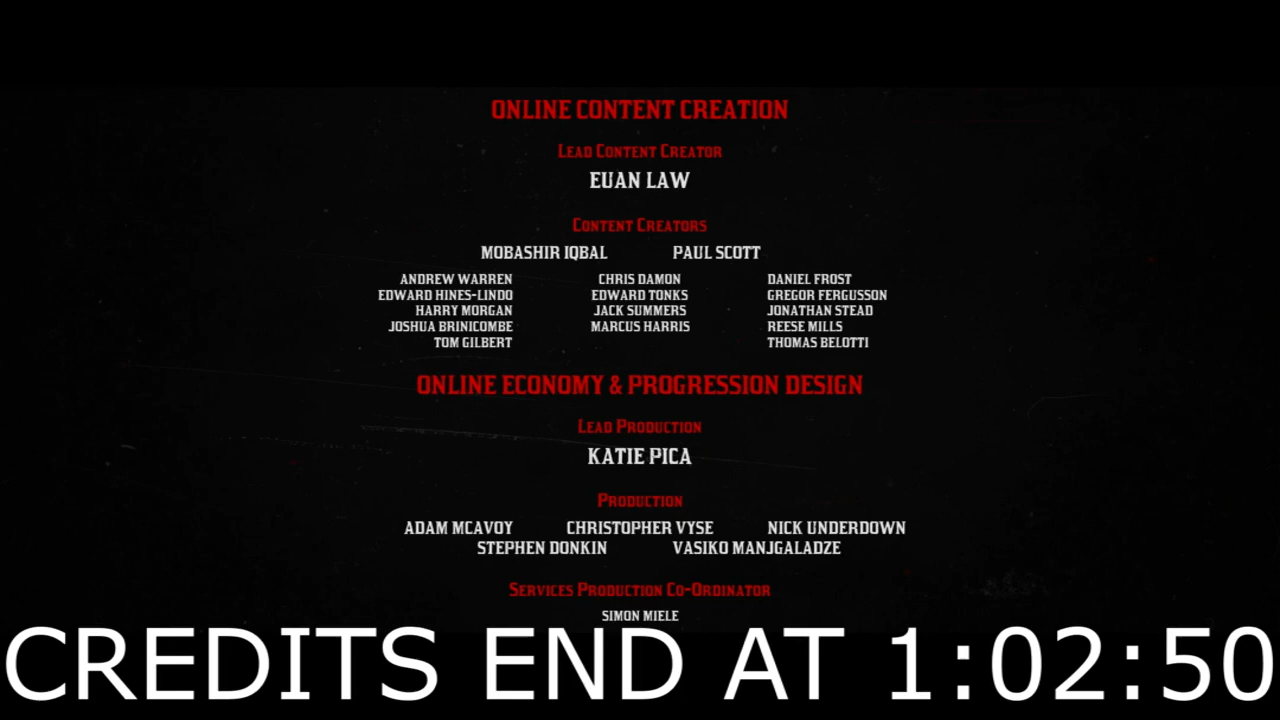 ONLINE CONTENT CREATION
LEAD CONTENT CREATOR
EUAN LAW
CONTENT CREATORS
MOBASHIR IQBAL PAUL SCOTT
ANDREW WARREN CHRIS DAMON DANIEL FROST
EDWARD HINES-LINDO EDWARD TONKS GREGOR FERGUSSON
HARRY MORGAN JACK SUMMERS JONATHAN STEAD
JOSHUA BRINICOMBE MARCUS HARRIS REESE MILLS
TOM GILBERT THOMAS BELOTTI
ONLINE ECONOMY & PROGRESSION DESIGN
LEAD PRODUCTION
KATIE PICA
PRODUCTION
ADAM MCAVOY CHRISTOPHER VYSE NICK UNDERDOWN
STEPHEN DONKIN VASIKO MANJGALADZE
SERVICES PRODUCTION CO-ORDINATOR
SIMON MIELE
CREDITS END AT 1:02:50